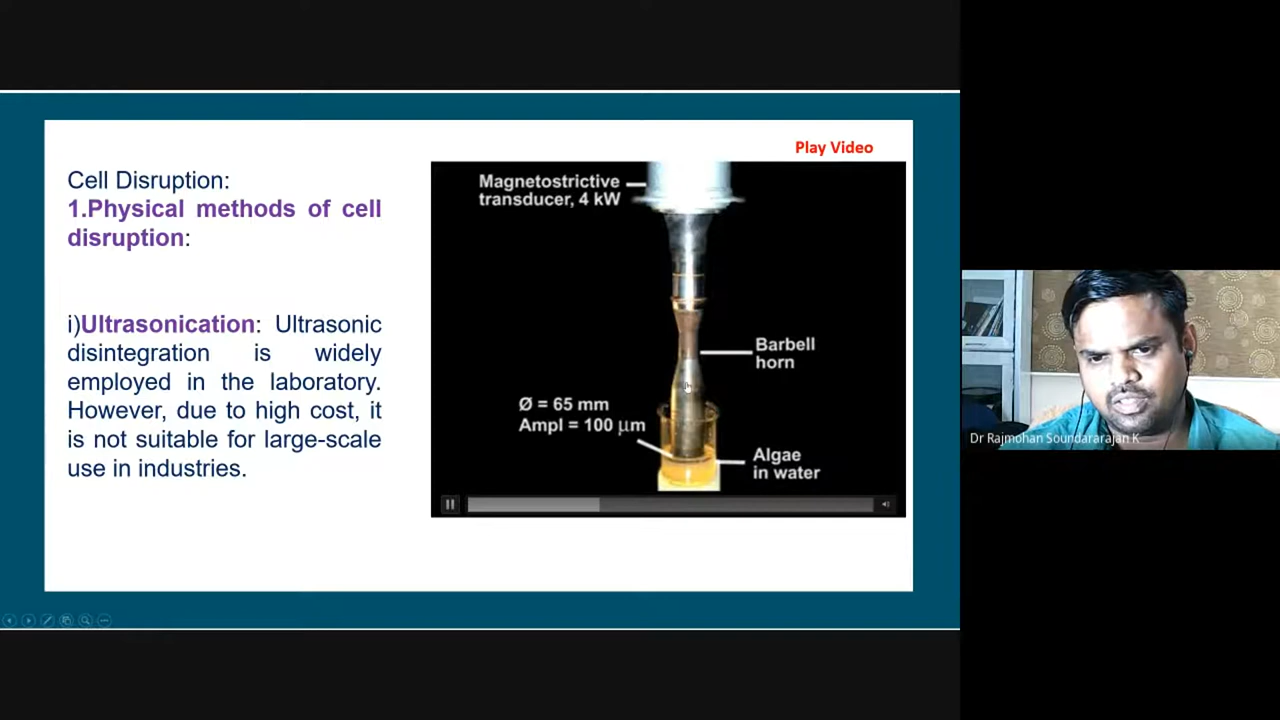 Play Video
Cell Disruption:
1.Physical methods of cell
disruption:
i)Ultrasonication: Ultrasonic
disintegration is widely
employed in the laboratory.
However, due to high cost, it
is not suitable for large-scale
use in industries.
Magnetostrictive
transducer, 4 kW
Barbell
horn
Ø = 65 mm
Ampl = 100 μm
Algae
in water
Dr Rajmohan Soundararajan K